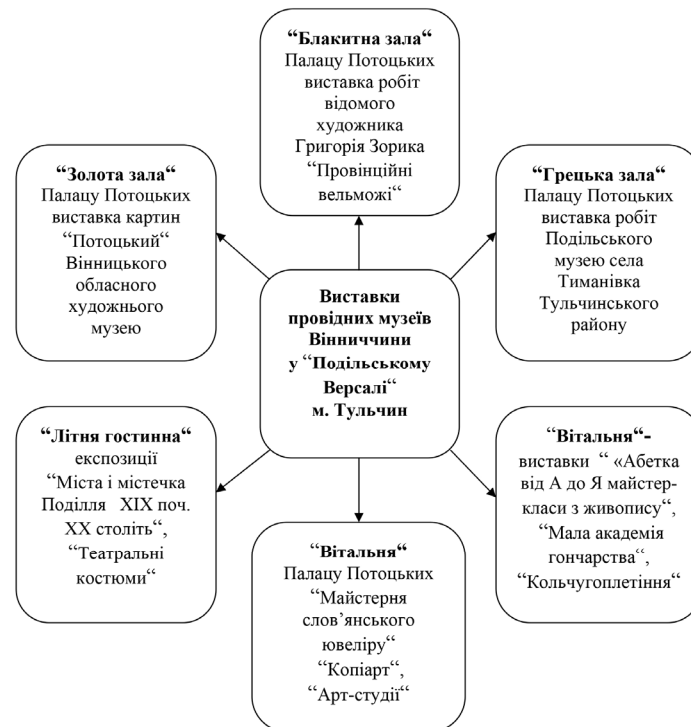 “Блакитна зала“
Палацу Потоцьких
виставка робіт
відомого
художника
Григорія Зорика
“Провінційні
вельможі“
“Золота зала“
Палацу Потоцьких
виставка картин
“Потоцький“
Вінницького
обласного
художнього
музею
“Грецька зала“
Палацу Потоцьких
виставка робіт
Подільського
музею села
Тиманівка
Тульчинського
району
Виставки
провідних музеїв
Вінниччини
у “Подільському
Версалі“
м. Тульчин
“Літня гостинна“
експозиції
“Міста і містечка
Поділля XIX поч.
XX століть“,
“Театральні
костюми“
“Вітальня“
Палацу Потоцьких
“Майстерня
слов’янського
ювеліру”
“Копіарт“,
“Арт-студії“
“Вітальня“-
виставки “ «Абетка
від А до Я майстер-
класи з живопису“,
“Мала академія
гончарства“,
“Кольчугоплетіння“